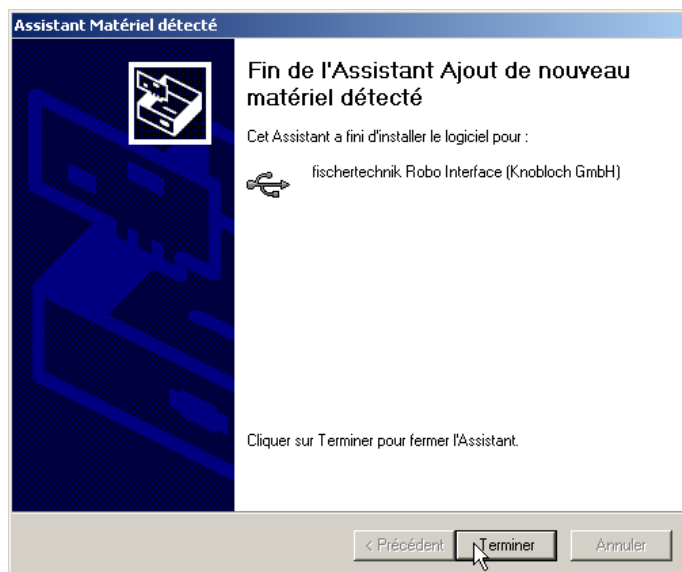 Assistant Matériel détecté
Fin de l'Assistant Ajout de nouveau
matériel détecté
Cet Assistant a fini d'installer le logiciel pour :
fischertechnik Robo Interface (Knobloch GmbH)
Cliquer sur Terminer pour fermer l'Assistant.
< Précédent Terminer Annuler